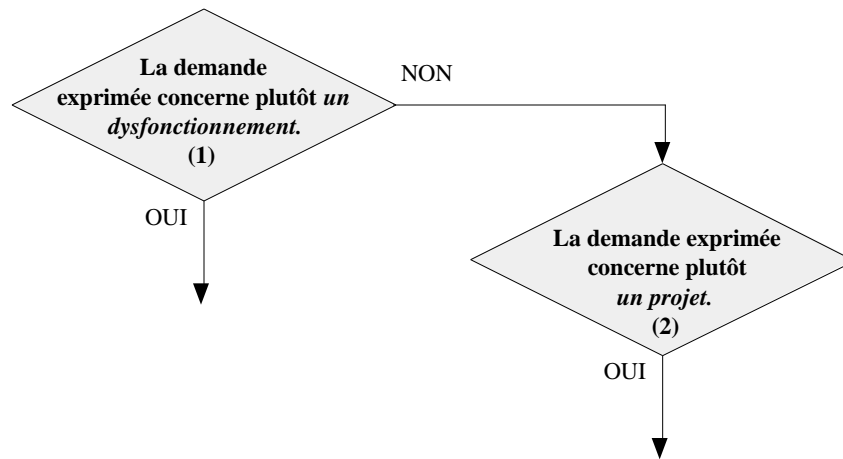 La demande
exprimée concerne plutôt un
dysfonctionnement.
(1)
NON
OUI
La demande exprimée
concerne plutôt
un projet.
(2)
OUI